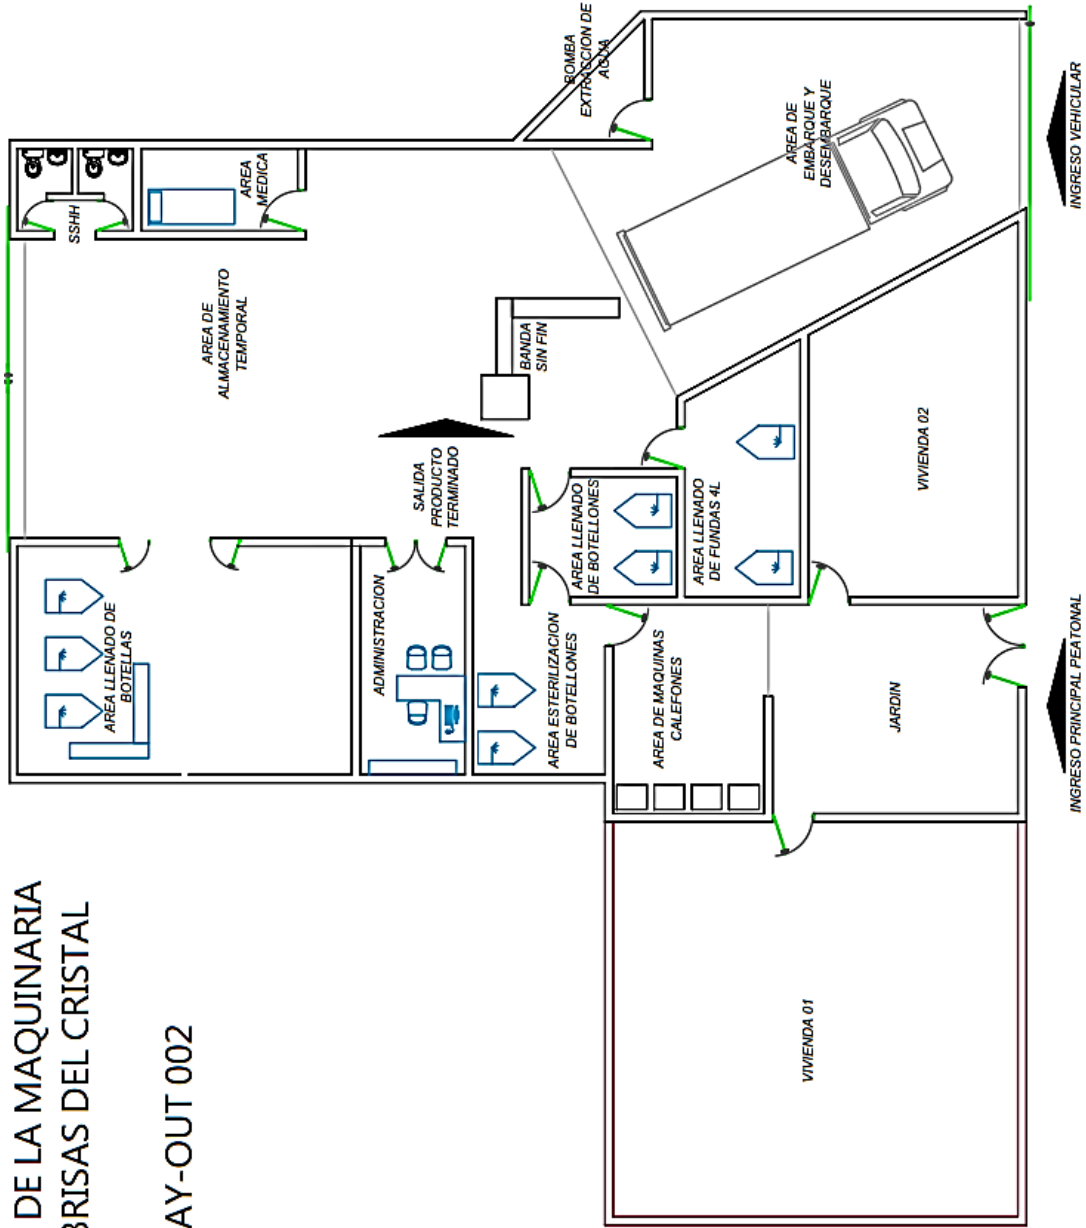 DE LA MAQUINARIA
BRISAS DEL CRISTAL
AY-OUT 002
SSHH
AREA
MEDICA
BOMBA
EXTRACCION DE
AGUA
AREA DE
EMBARQUE Y
DESEMBARQUE
INGRESO VEHICULAR
AREA DE
ALMACENAMIENTO
TEMPORAL
BANDA
SIN FIN
SALIDA
PRODUCTO
TERMINADO
VIVIENDA 02
AREA LLENADO
DE BOTELLONES
AREA LLENADO
DE FUNDAS 4L
AREA LLENADO DE
BOTELLAS
ADMINISTRACION
AREA ESTERILIZACION
DE BOTELLONES
AREA DE MAQUINAS
CALEFONES
JARDIN
INGRESO PRINCIPAL PEATONAL
VIVIENDA 01